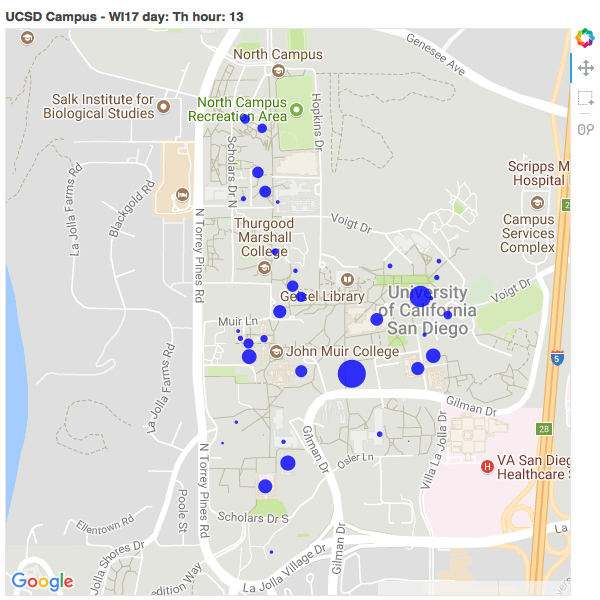 UCSD Campus - WI17 day: Th hour: 13
Genesee Ave
North Campus
Salk Institute for
Biological Studies
North Campus
Recreation Area
Hopkins Dr
Scholars Dr N
Scripps M
Hospital
La Jolla Farms Rd
Blackgold Rd
2
N Torrey Pines Rd
Voigt Dr
Campus
Services
Complex
Thurgood
Marshall
College
Geisel Library
University
of California
San Diego
Voigt Dr
Muir Ln
John Muir College
5
La Jolla Farms Rd
Gilman Dr
Villa La Jolla Dr
28
N Torrey Pines Rd
Gilman Dr
Osler Ln
H
VA San Dieg
Healthcare S
Poole St
Ellentown Rd
Scholars Dr S
La
Gilman Dr
La Jolla Shores Dr
edition Way
La Jolla Village Dr
Google